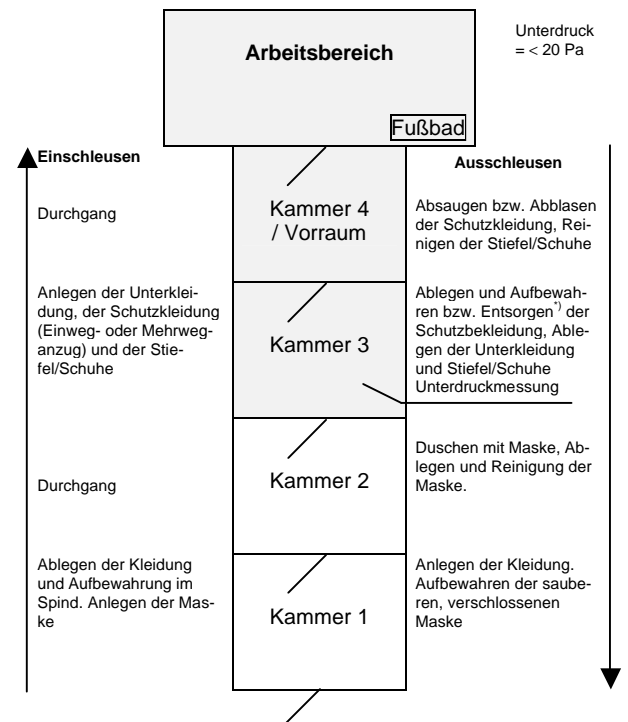 Unterdruck
= < 20 Pa
Arbeitsbereich
Fußbad
Einschleusen
Ausschleusen
Durchgang
Kammer 4
/ Vorraum
Absaugen bzw. Abblasen
der Schutzkleidung, Rei-
nigen der Stiefel/Schuhe
Anlegen der Unterklei-
dung, der Schutzkleidung
(Einweg- oder Mehrweg-
anzug) und der Stie-
fel/Schuhe
Kammer 3
Ablegen und Aufbewah-
ren bzw. Entsorgen*) der
Schutzbekleidung, Able-
gen der Unterkleidung
und Stiefel/Schuhe
Unterdruckmessung
Durchgang
Kammer 2
Duschen mit Maske, Ab-
legen und Reinigung der
Maske.
Ablegen der Kleidung
und Aufbewahrung im
Spind. Anlegen der Mas-
ke
Kammer 1
Anlegen der Kleidung.
Aufbewahren der saube-
ren, verschlossenen
Maske